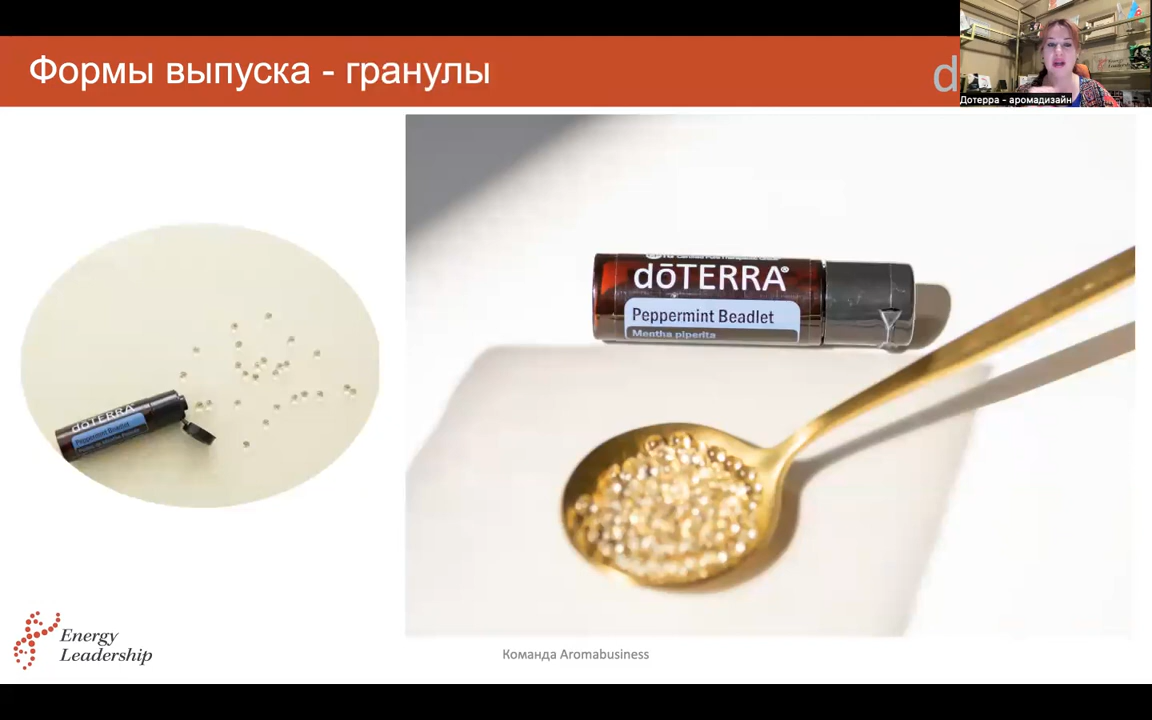 Формы выпуска - гранулы
d
Дотерра - аромадизайн
dōTERRA®
Peppermint Beadlet
Mentha piperita
dōTERRA
Peppermint Beadlet
Energy
Leadership
Команда Aromabusiness